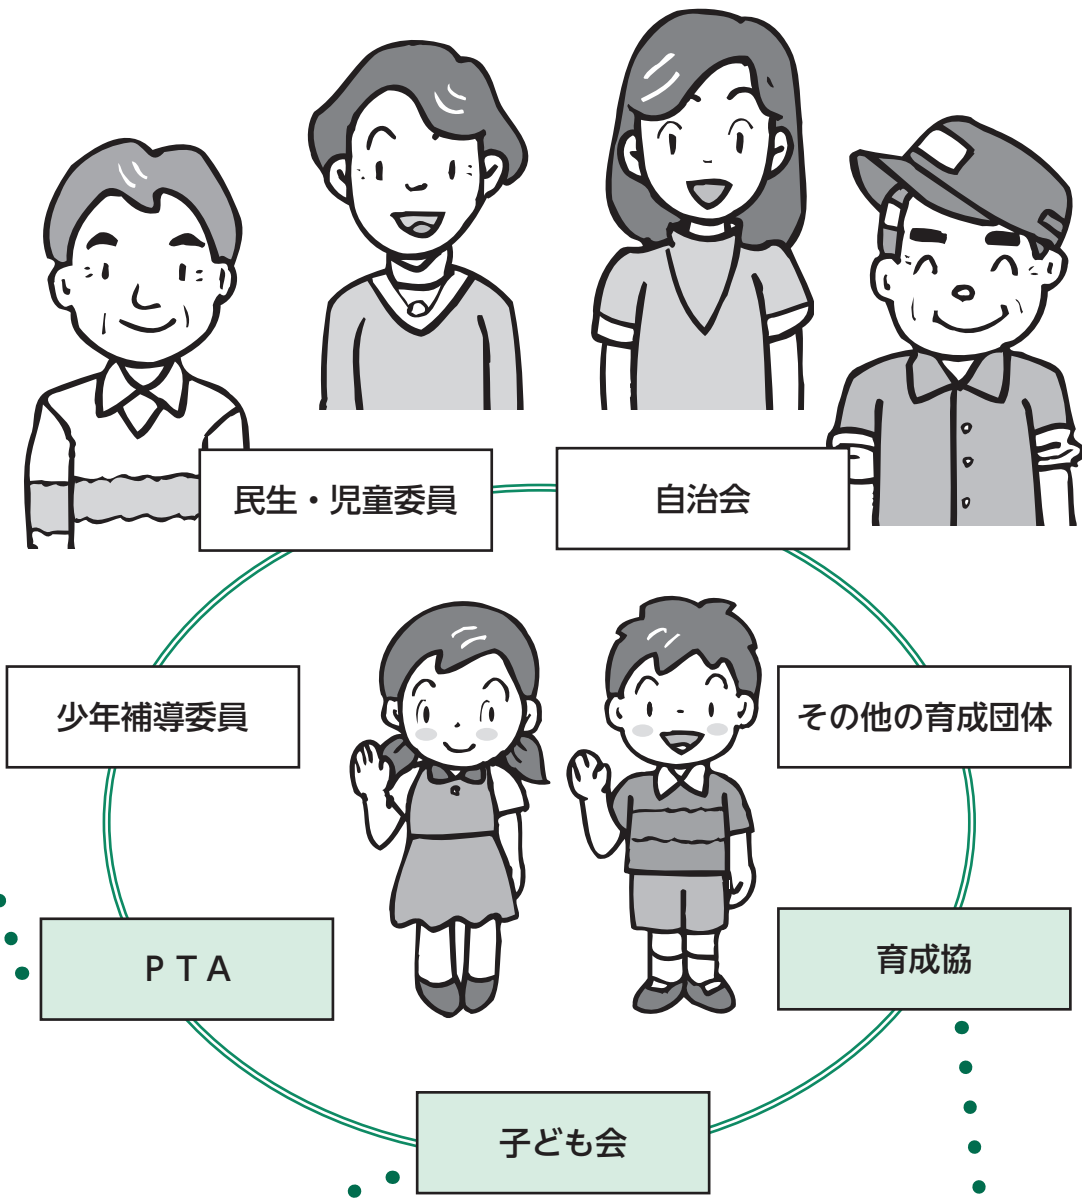 民生・児童委員
自治会
少年補導委員
その他の育成団体
ＰＴＡ
育成協
子ども会